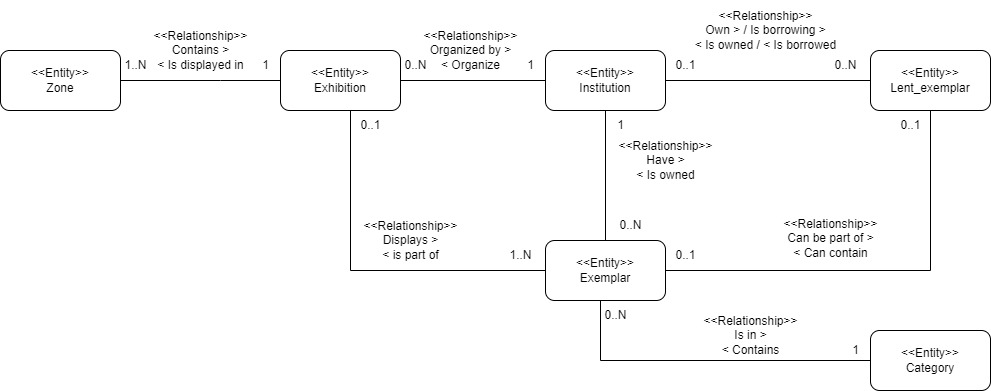 <<Relationship>>
Contains >
< Is displayed in
1..N
1
<<Entity>>
Zone
<<Relationship>>
Organized by >
< Organize
0..N
1
<<Entity>>
Exhibition
<<Relationship>>
Own > / Is borrowing >
< Is owned / < Is borrowed
0..1
0..N
<<Entity>>
Institution
<<Entity>>
Lent_exemplar
0..1
1
0..1
<<Relationship>>
Have >
< Is owned
0..N
<<Relationship>>
Displays >
< is part of
1..N
<<Relationship>>
Can be part of >
< Can contain
0..1
<<Entity>>
Exemplar
0..N
<<Relationship>>
Is in >
< Contains
1
<<Entity>>
Category